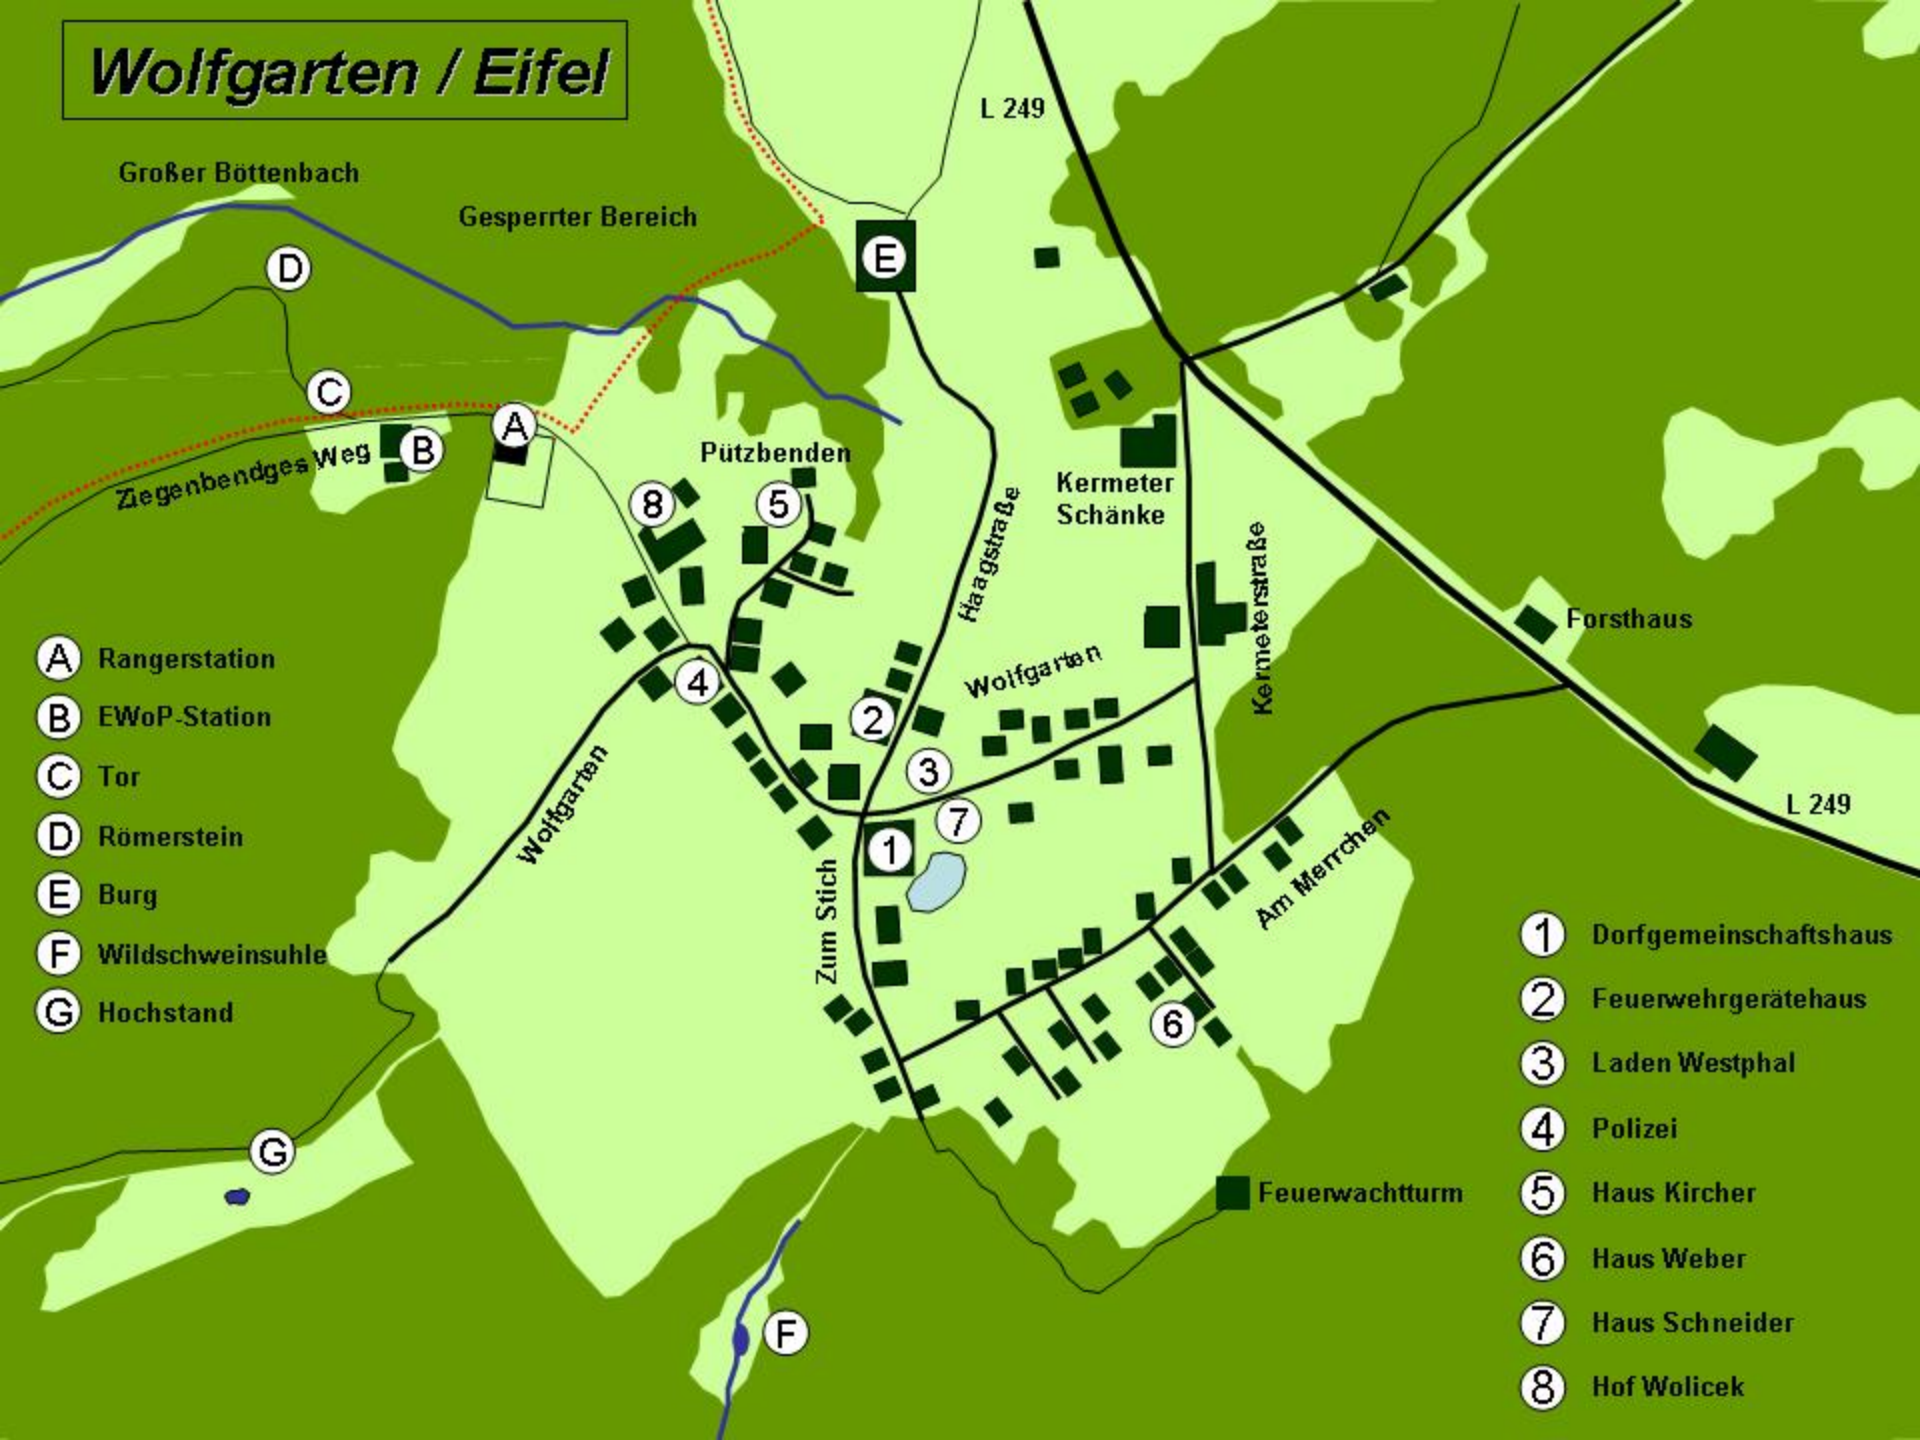 Wolfgarten / Eifel
L 249
Großer Böttenbach
Gesperrter Bereich
D
E
C
A
B
Ziegenbendges Weg
Pützbenden
8
5
Kermeter
Schänke
Haagstraße
Kermeterstraße
Forsthaus
Wolfgarten
4
2
3
7
1
Wolfgarten
L 249
Am Merrchen
Zum Stich
6
G
Feuerwachtturm
F
A Rangerstation
B EWoP-Station
C Tor
D Römerstein
E Burg
F Wildschweinsuhle
G Hochstand
1 Dorfgemeinschaftshaus
2 Feuerwehrgerätehaus
3 Laden Westphal
4 Polizei
5 Haus Kircher
6 Haus Weber
7 Haus Schneider
8 Hof Wolicek